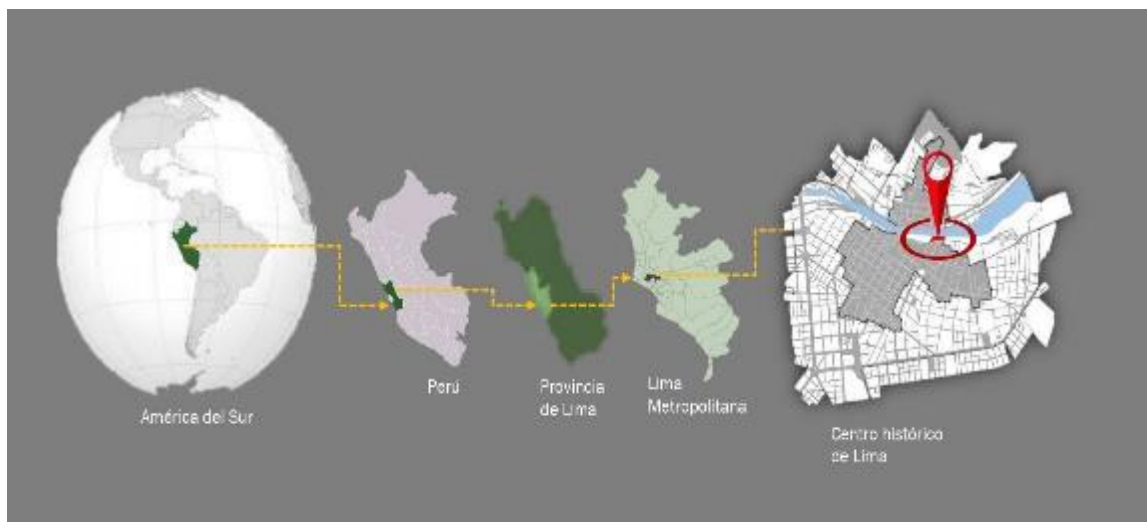 América del Sur
Perú
Provincia
de Lima
Lima
Metropolitana
Centro histórico
de Lima